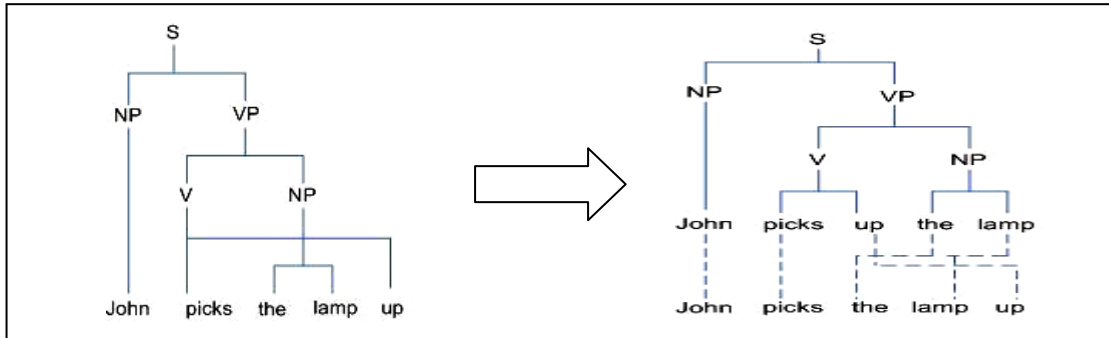 S
NP VP
V NP
John picks the lamp up
S
NP VP
V NP
John picks up the lamp
John picks the lamp up